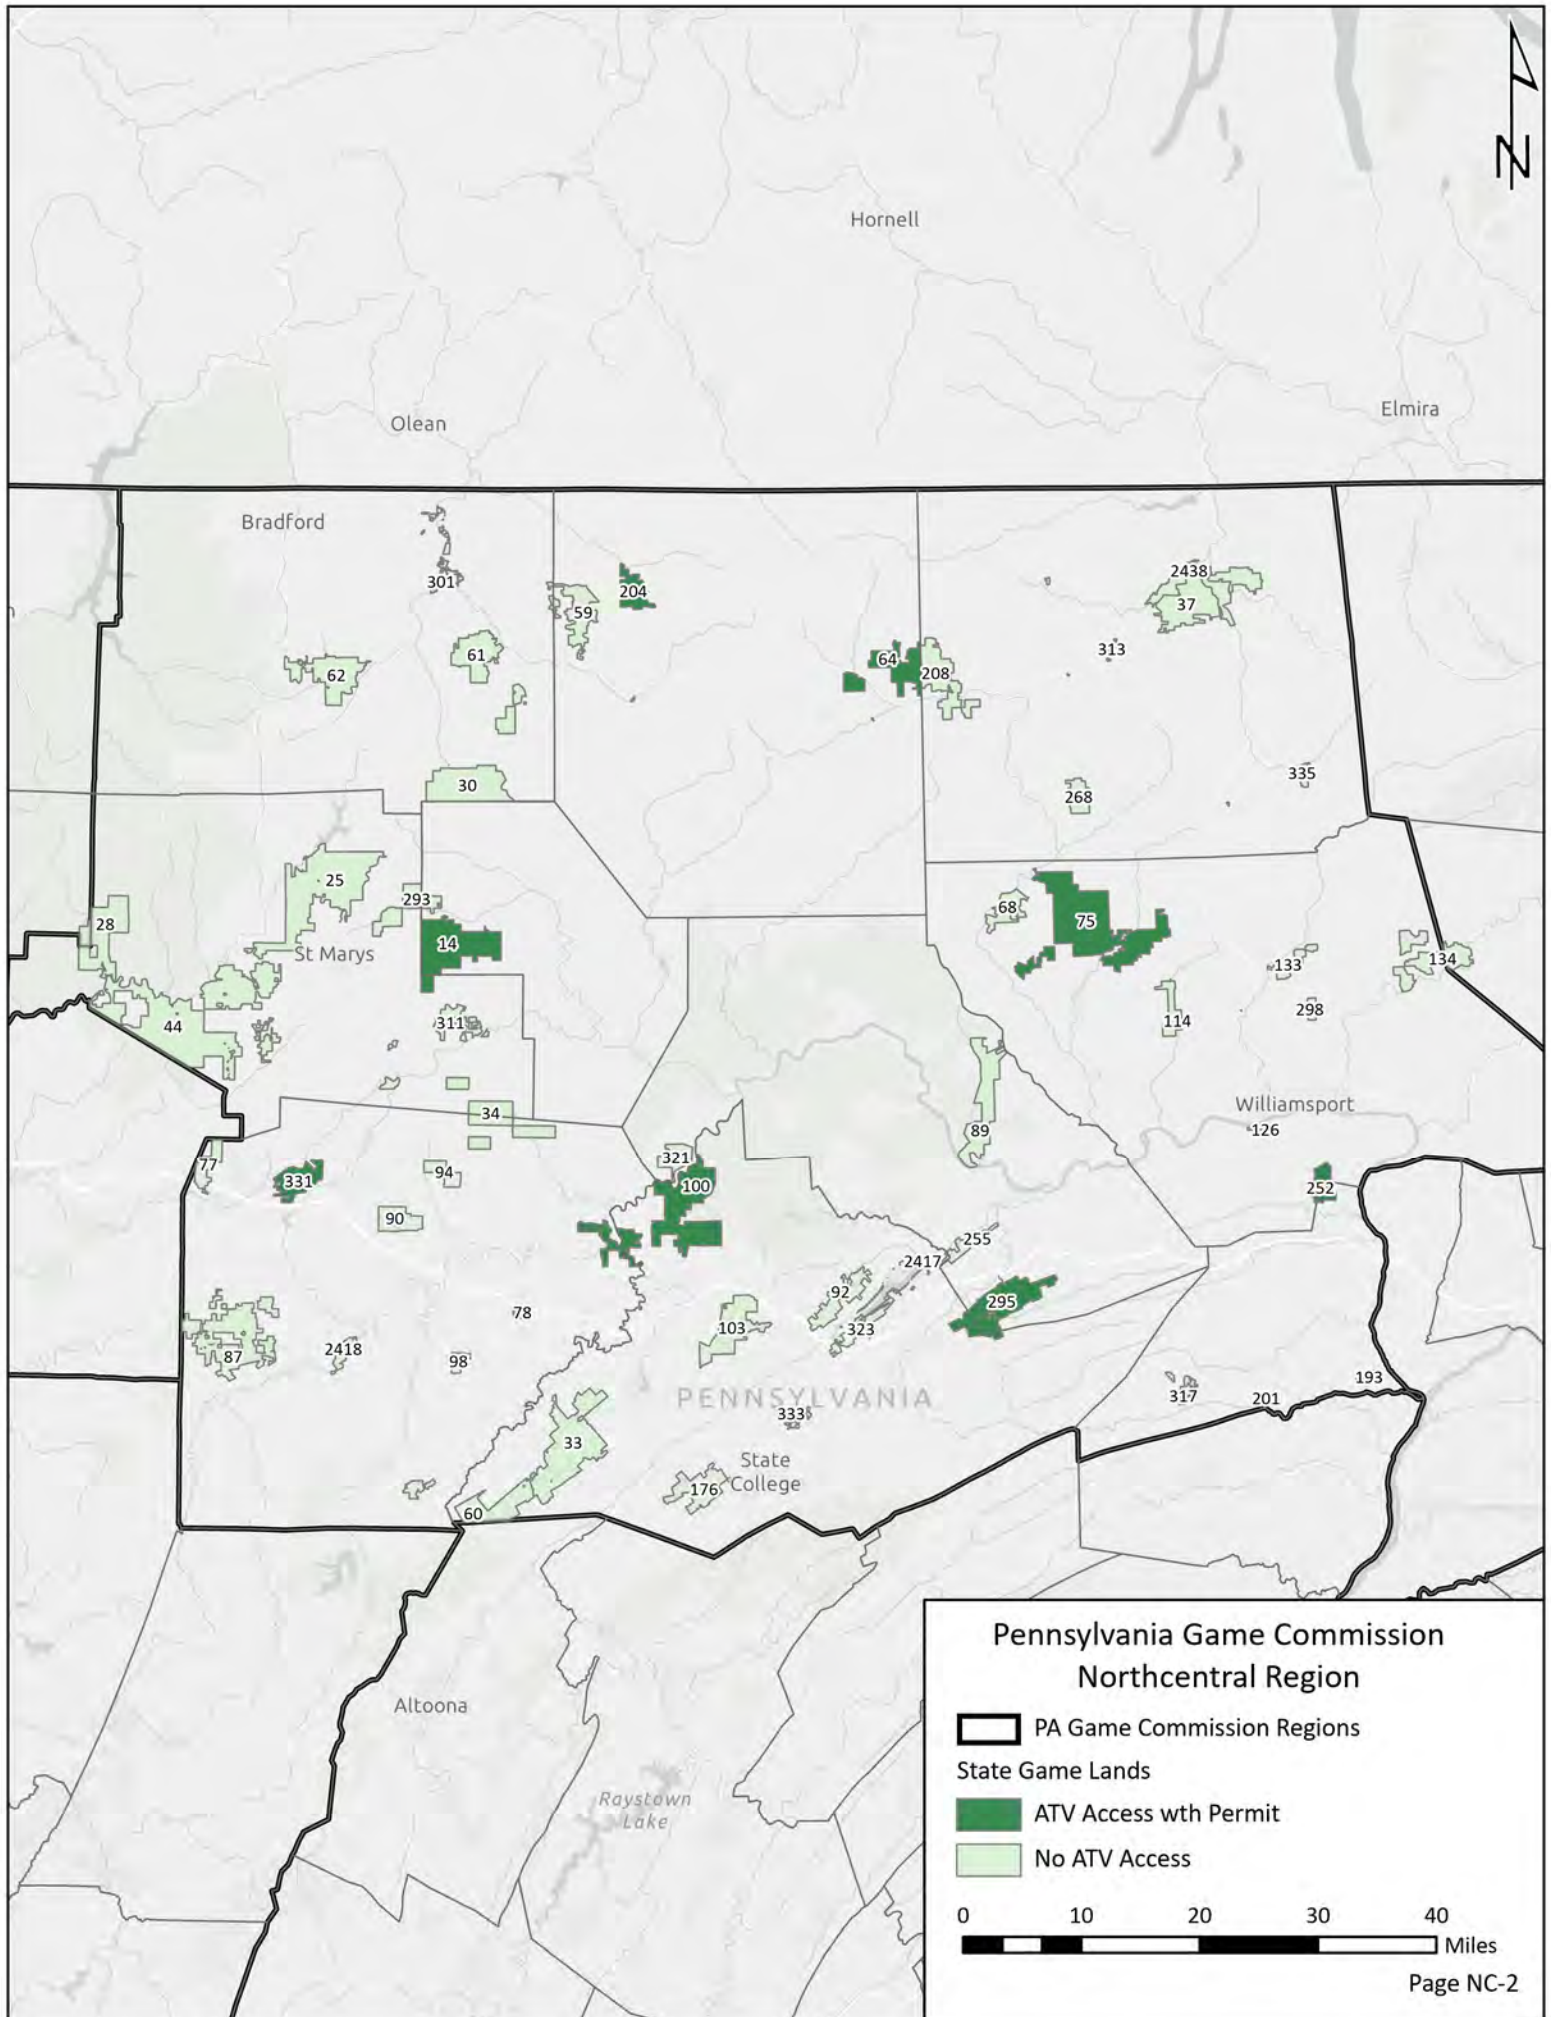 N
Hornell
Olean
Elmira
Bradford
301
2438
204
37
59
313
61
64
62
208
335
30
268
25
293
68
28
75
14
St Marys
134
133
298
114
311
44
Williamsport
34
126
89
321
77
94
331
100
252
90
255
2417
92
295
78
103
323
2418
87
98
193
317
PENNSYLVANIA
201
333
33
State
College
176
60
Altoona
Raystown
Lake
Pennsylvania Game Commission
Northcentral Region
PA Game Commission Regions
State Game Lands
ATV Access wth Permit
No ATV Access
0 10 20 30 40
Miles
Page NC-2